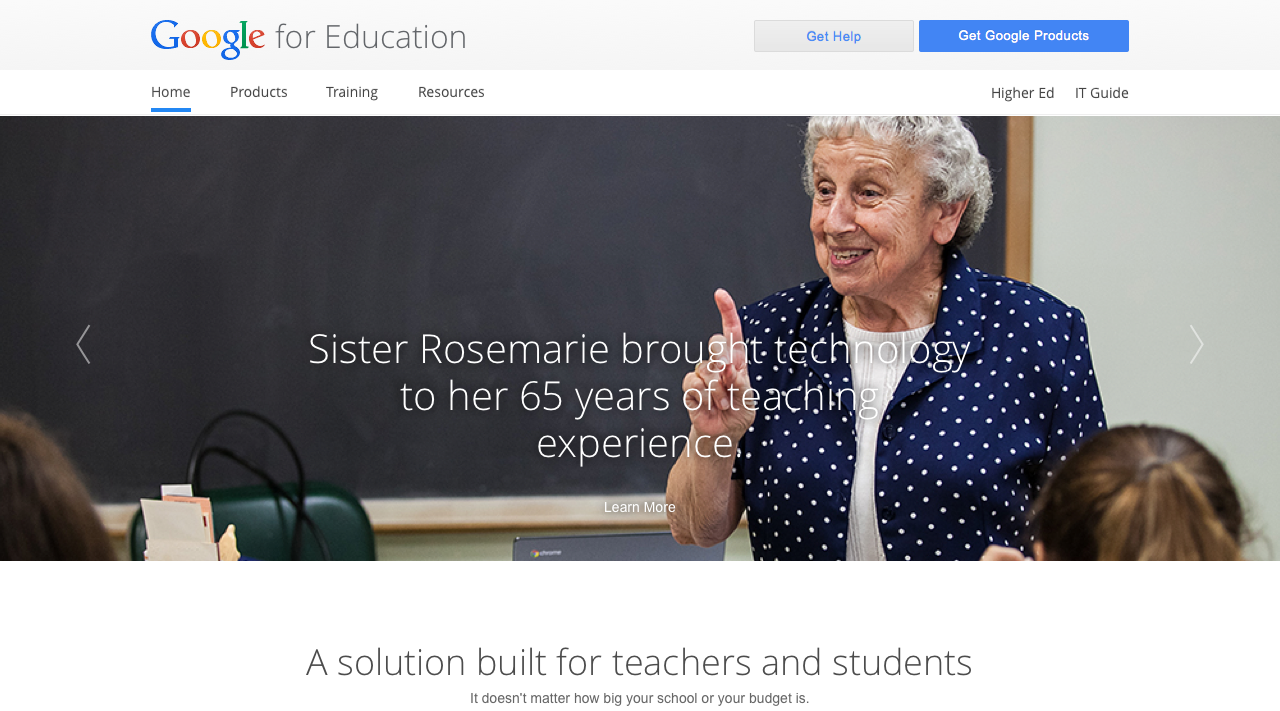 Google for Education
Get Help
Get Google Products
Home
Products
Training
Resources
Higher Ed
IT Guide
Sister Rosemarie brought technology
to her 65 years of teaching
experience.
Learn More
chrome
A solution built for teachers and students
It doesn't matter how big your school or your budget is.